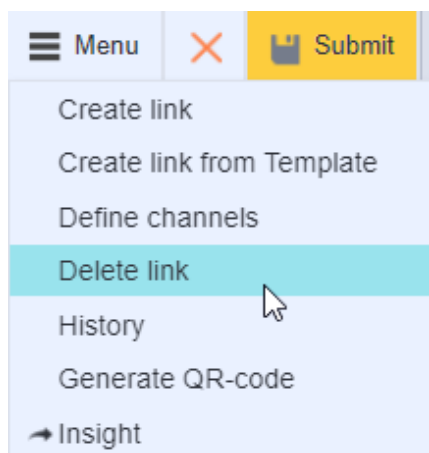 Menu Submit
Create link
Create link from Template
Define channels
Delete link
History
Generate QR-code
Insight